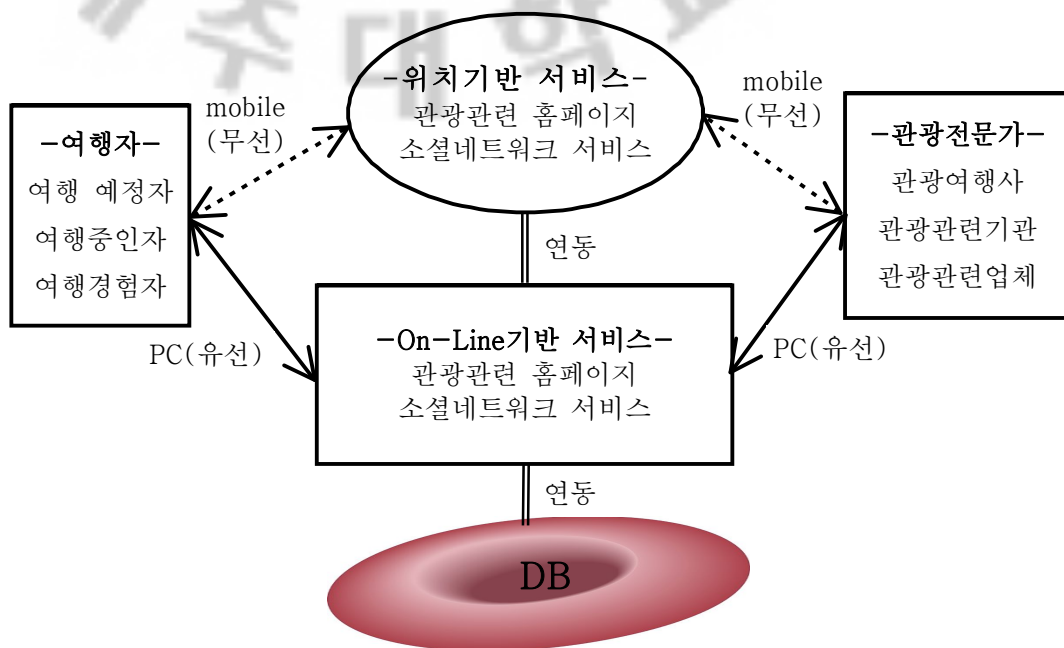 -위치기반 서비스-
관광관련 홈페이지
소셜네트워크 서비스
mobile
(무선)
mobile
(무선)
-여행자-
여행 예정자
여행중인자
여행경험자
-관광전문가-
관광여행사
관광관련기관
관광관련업체
연동
PC(유선)
-On-Line기반 서비스-
관광관련 홈페이지
소셜네트워크 서비스
PC(유선)
연동
DB